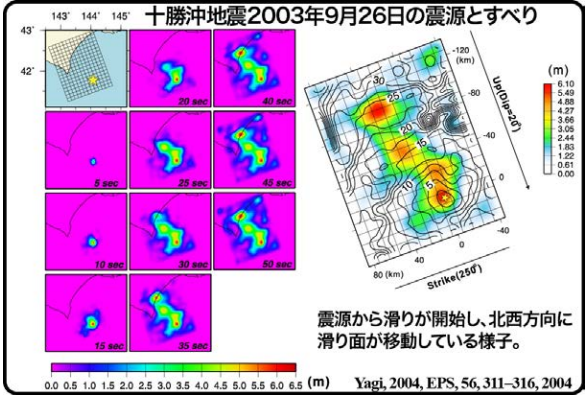 十勝沖地震2003年9月26日の震源とすべり
143° 144° 145°
43°
42°
20 sec
40 sec
5 sec
25 sec
45 sec
10 sec
30 sec
50 sec
15 sec
35 sec
0.0 0.5 1.0 1.5 2.0 2.5 3.0 3.5 4.0 4.5 5.0 5.5 6.0 6.5 (m)
-120 (km)
-80
-40
0
40
Up(Dip=20°)
30
25
20
15
10
5
80 (km)
40
0
-40
Strike(250°)
(m)
6.10
5.49
4.88
4.27
3.66
3.05
2.44
1.83
1.22
0.61
0.00
震源から滑りが開始し、北西方向に
滑り面が移動している様子。
Yagi, 2004, EPS, 56, 311–316, 2004